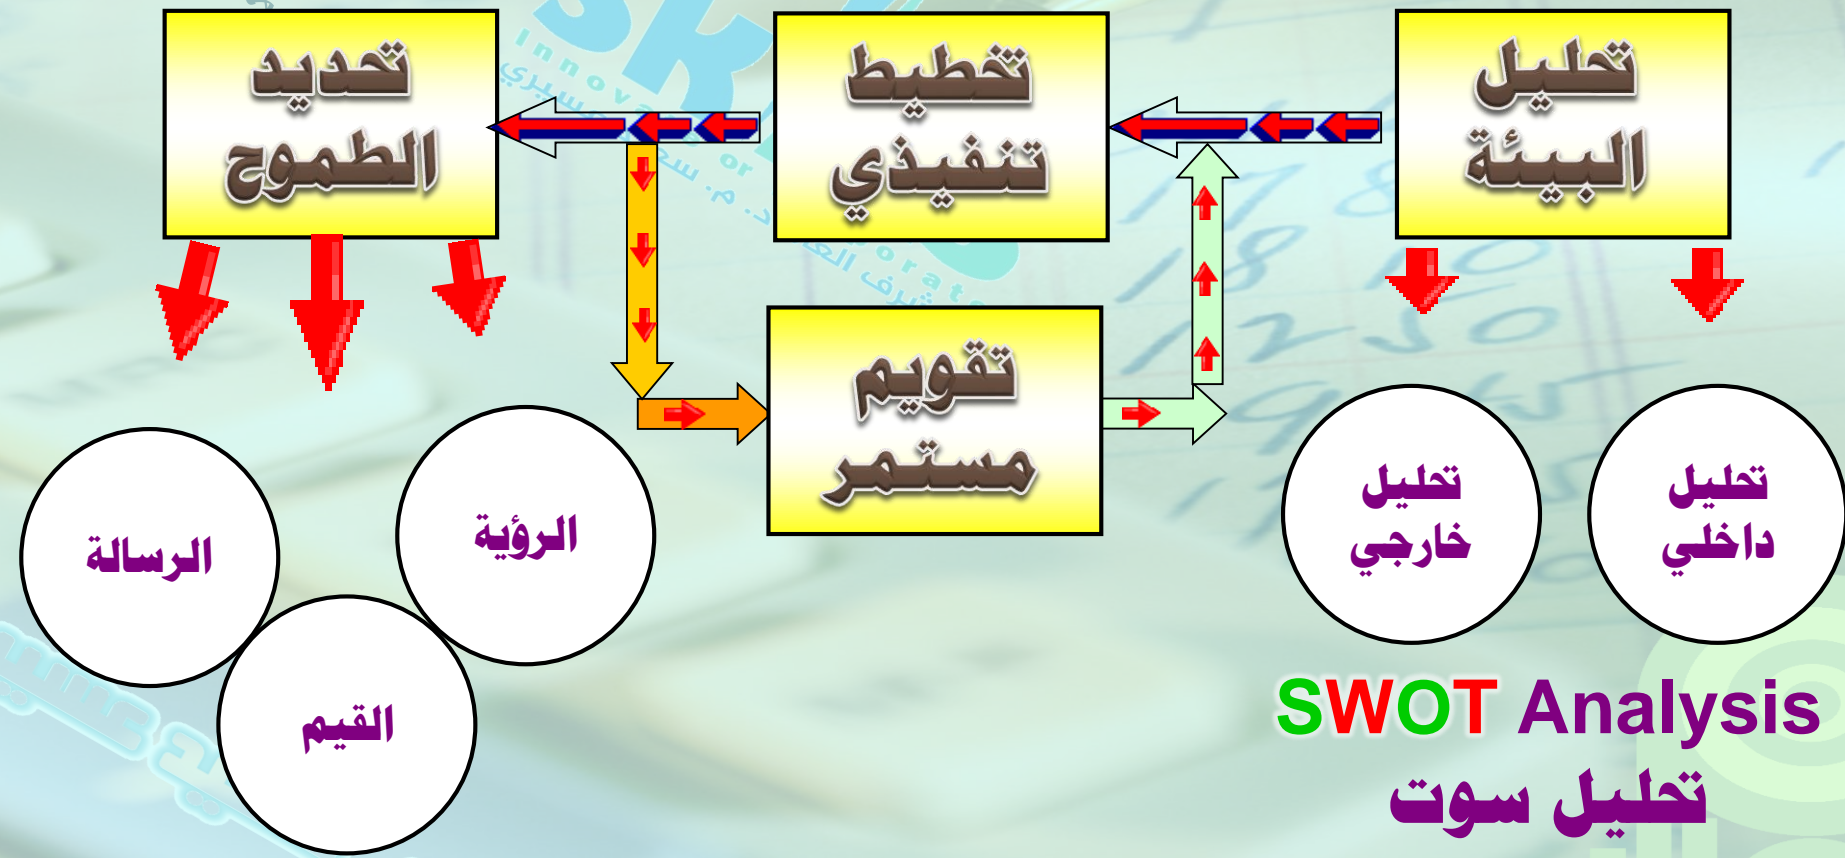 تحليل
البيئة
تخطيط
تنفيذي
تحديد
الطموح
تقويم
مستمر
تحليل
داخلي
تحليل
خارجي
الرؤية
الرسالة
القيم
SWOT Analysis
تحليل سوت